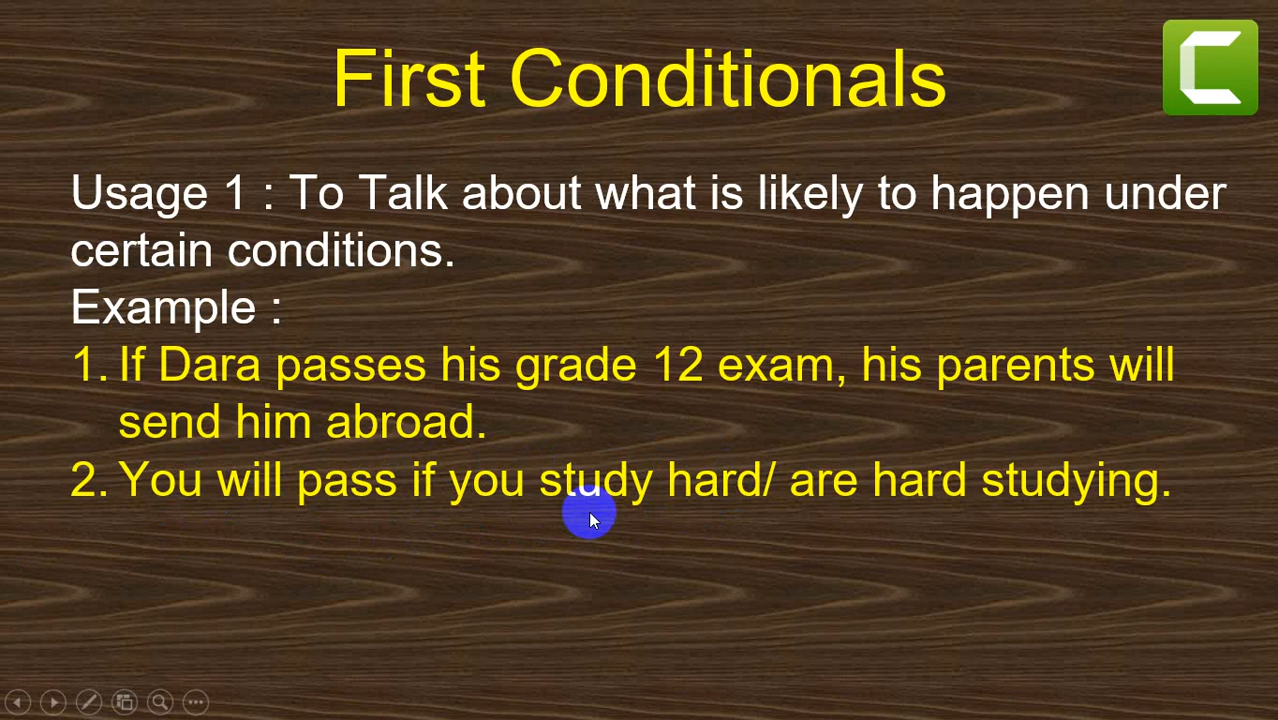 First Conditionals
Usage 1 : To Talk about what is likely to happen under
certain conditions.
Example :
1. If Dara passes his grade 12 exam, his parents will
send him abroad.
2. You will pass if you study hard/ are hard studying.